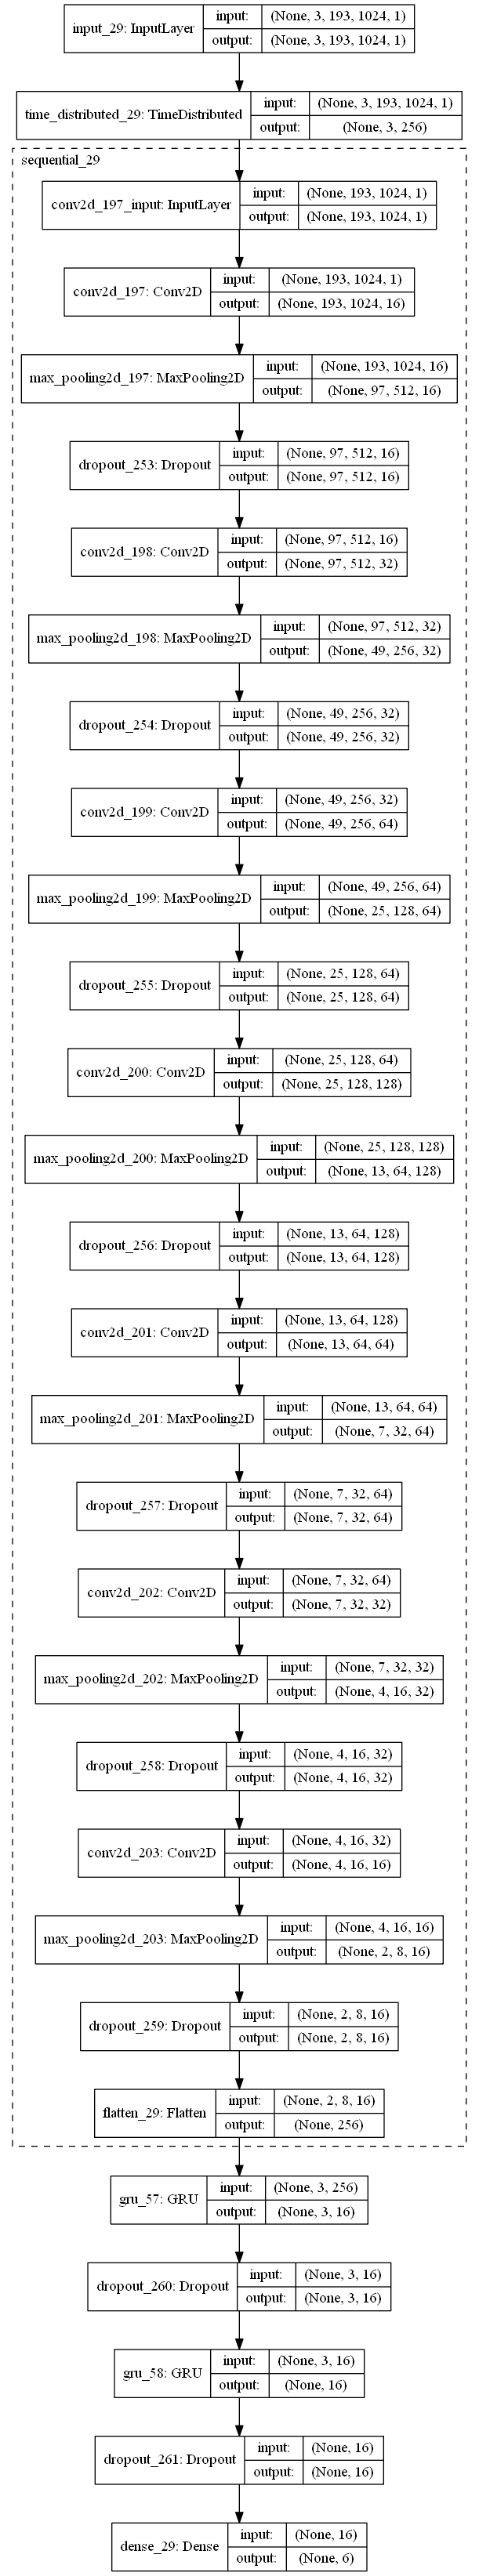 input_29: InputLayer input: (None, 3, 193, 1024, 1)
output: (None, 3, 193, 1024, 1)
time_distributed_29: TimeDistributed input: (None, 3, 193, 1024, 1)
output: (None, 3, 256)
sequential_29
conv2d_197_input: InputLayer input: (None, 193, 1024, 1)
output: (None, 193, 1024, 1)
conv2d_197: Conv2D input: (None, 193, 1024, 1)
output: (None, 193, 1024, 16)
max_pooling2d_197: MaxPooling2D input: (None, 193, 1024, 16)
output: (None, 97, 512, 16)
dropout_253: Dropout input: (None, 97, 512, 16)
output: (None, 97, 512, 16)
conv2d_198: Conv2D input: (None, 97, 512, 16)
output: (None, 97, 512, 32)
max_pooling2d_198: MaxPooling2D input: (None, 97, 512, 32)
output: (None, 49, 256, 32)
dropout_254: Dropout input: (None, 49, 256, 32)
output: (None, 49, 256, 32)
conv2d_199: Conv2D input: (None, 49, 256, 32)
output: (None, 49, 256, 64)
max_pooling2d_199: MaxPooling2D input: (None, 49, 256, 64)
output: (None, 25, 128, 64)
dropout_255: Dropout input: (None, 25, 128, 64)
output: (None, 25, 128, 64)
conv2d_200: Conv2D input: (None, 25, 128, 64)
output: (None, 25, 128, 128)
max_pooling2d_200: MaxPooling2D input: (None, 25, 128, 128)
output: (None, 13, 64, 128)
dropout_256: Dropout input: (None, 13, 64, 128)
output: (None, 13, 64, 128)
conv2d_201: Conv2D input: (None, 13, 64, 128)
output: (None, 13, 64, 64)
max_pooling2d_201: MaxPooling2D input: (None, 13, 64, 64)
output: (None, 7, 32, 64)
dropout_257: Dropout input: (None, 7, 32, 64)
output: (None, 7, 32, 64)
conv2d_202: Conv2D input: (None, 7, 32, 64)
output: (None, 7, 32, 32)
max_pooling2d_202: MaxPooling2D input: (None, 7, 32, 32)
output: (None, 4, 16, 32)
dropout_258: Dropout input: (None, 4, 16, 32)
output: (None, 4, 16, 32)
conv2d_203: Conv2D input: (None, 4, 16, 32)
output: (None, 4, 16, 16)
max_pooling2d_203: MaxPooling2D input: (None, 4, 16, 16)
output: (None, 2, 8, 16)
dropout_259: Dropout input: (None, 2, 8, 16)
output: (None, 2, 8, 16)
flatten_29: Flatten input: (None, 2, 8, 16)
output: (None, 256)
gru_57: GRU input: (None, 3, 256)
output: (None, 3, 16)
dropout_260: Dropout input: (None, 3, 16)
output: (None, 3, 16)
gru_58: GRU input: (None, 3, 16)
output: (None, 16)
dropout_261: Dropout input: (None, 16)
output: (None, 16)
dense_29: Dense input: (None, 16)
output: (None, 6)